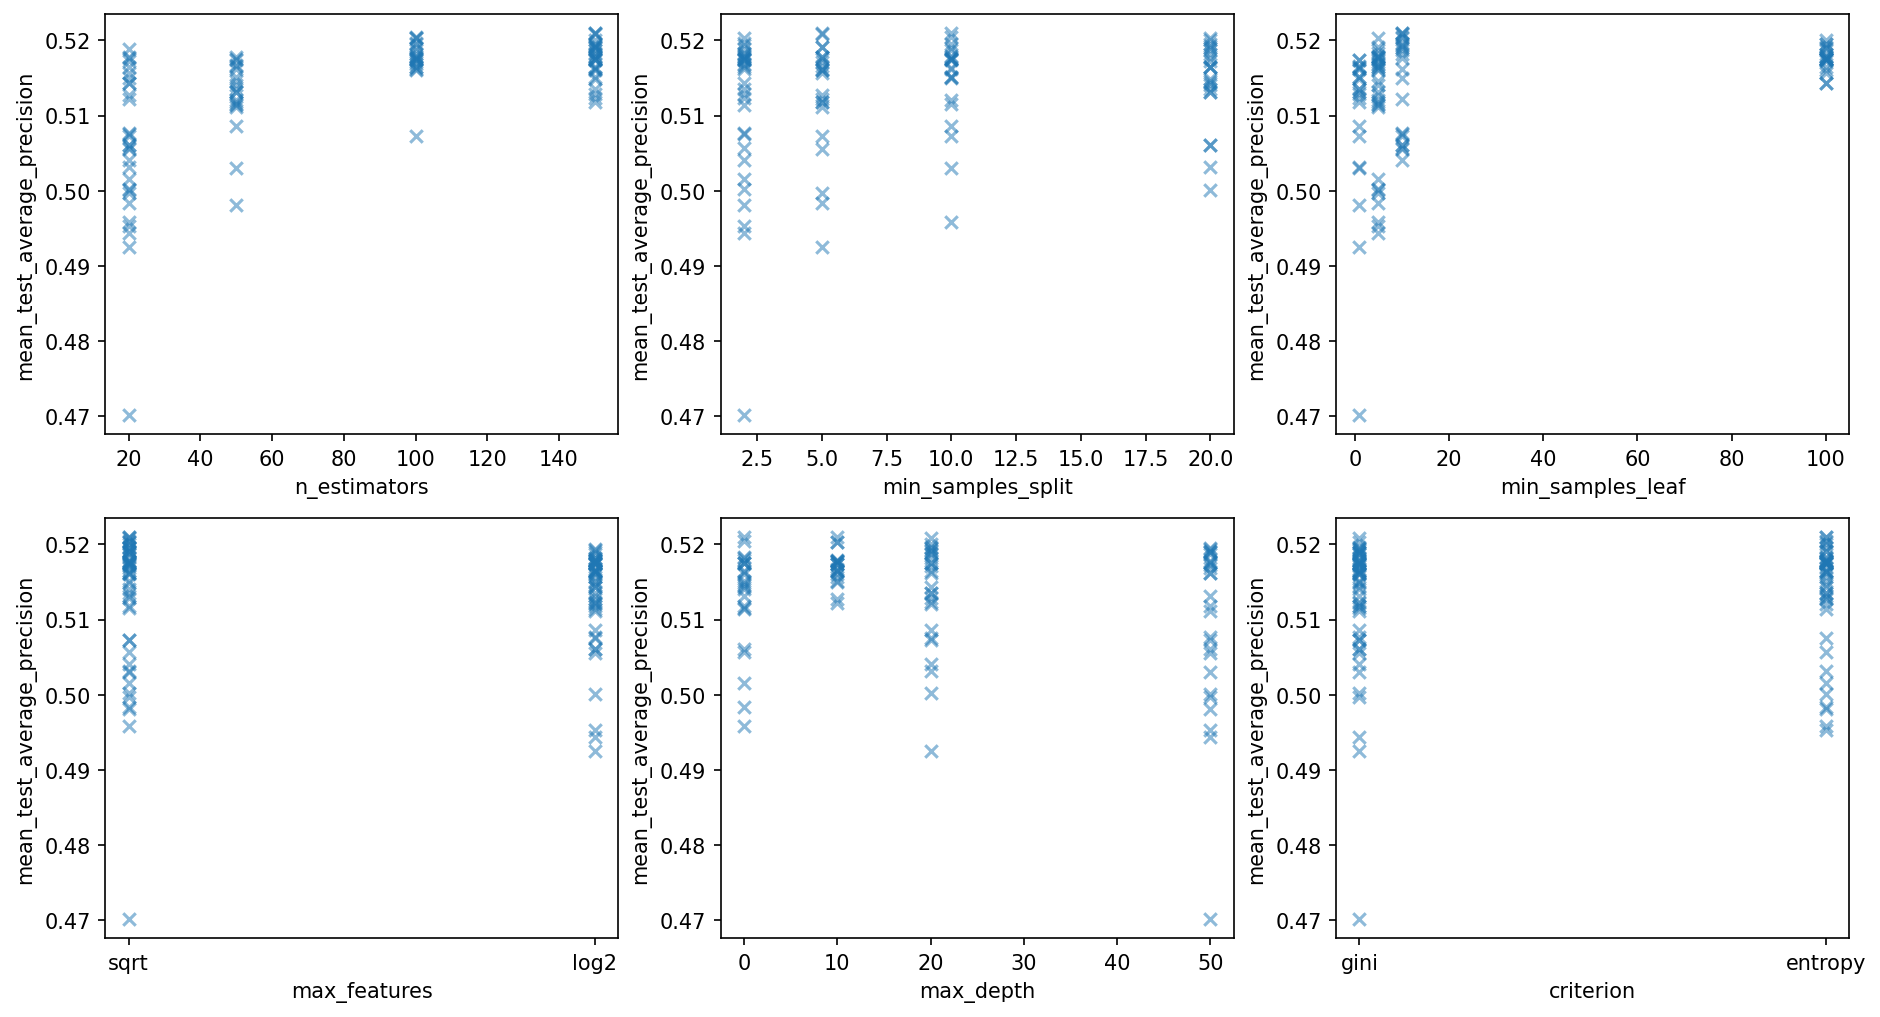 mean_test_average_precision
0.52
0.51
0.50
0.49
0.48
0.47
20 40 60 80 100 120 140
n_estimators
mean_test_average_precision
0.52
0.51
0.50
0.49
0.48
0.47
2.5 5.0 7.5 10.0 12.5 15.0 17.5 20.0
min_samples_split
mean_test_average_precision
0.52
0.51
0.50
0.49
0.48
0.47
0 20 40 60 80 100
min_samples_leaf
mean_test_average_precision
0.52
0.51
0.50
0.49
0.48
0.47
sqrt log2
max_features
mean_test_average_precision
0.52
0.51
0.50
0.49
0.48
0.47
0 10 20 30 40 50
max_depth
mean_test_average_precision
0.52
0.51
0.50
0.49
0.48
0.47
gini entropy
criterion